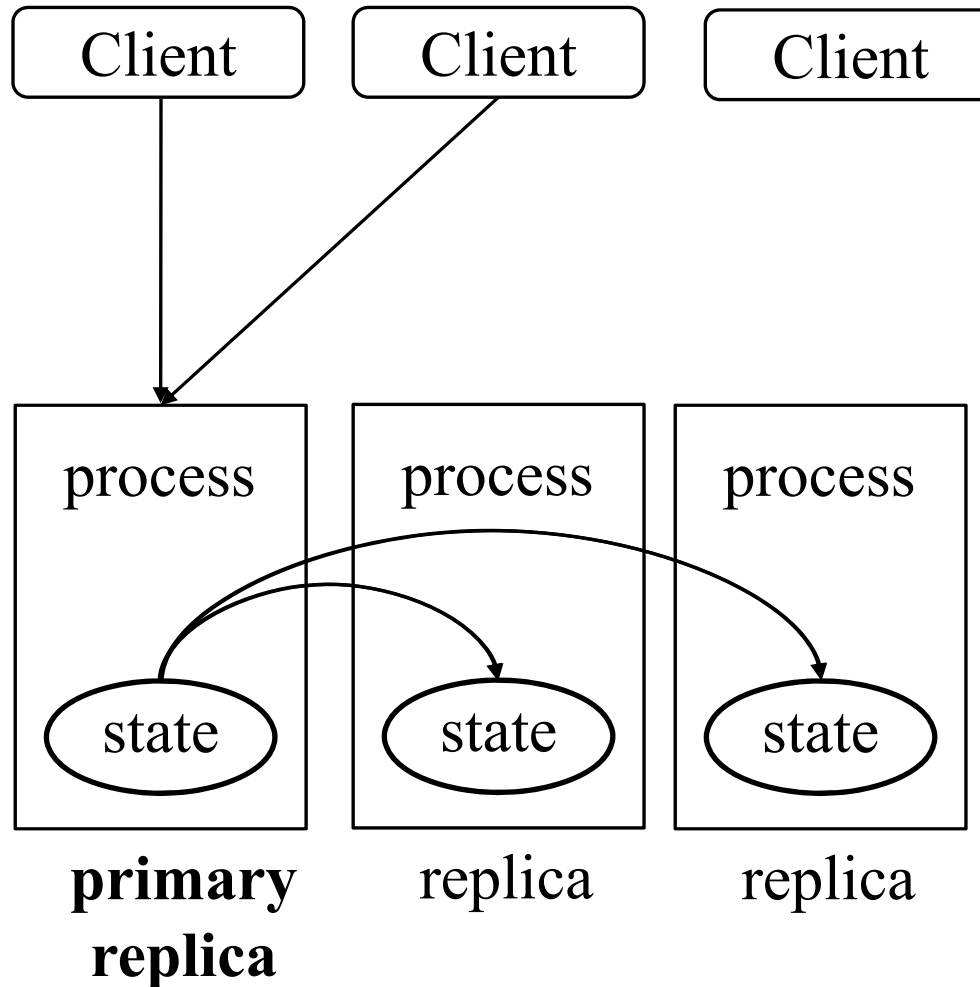 Client Client Client
process process process
state state state
primary replica replica
replica